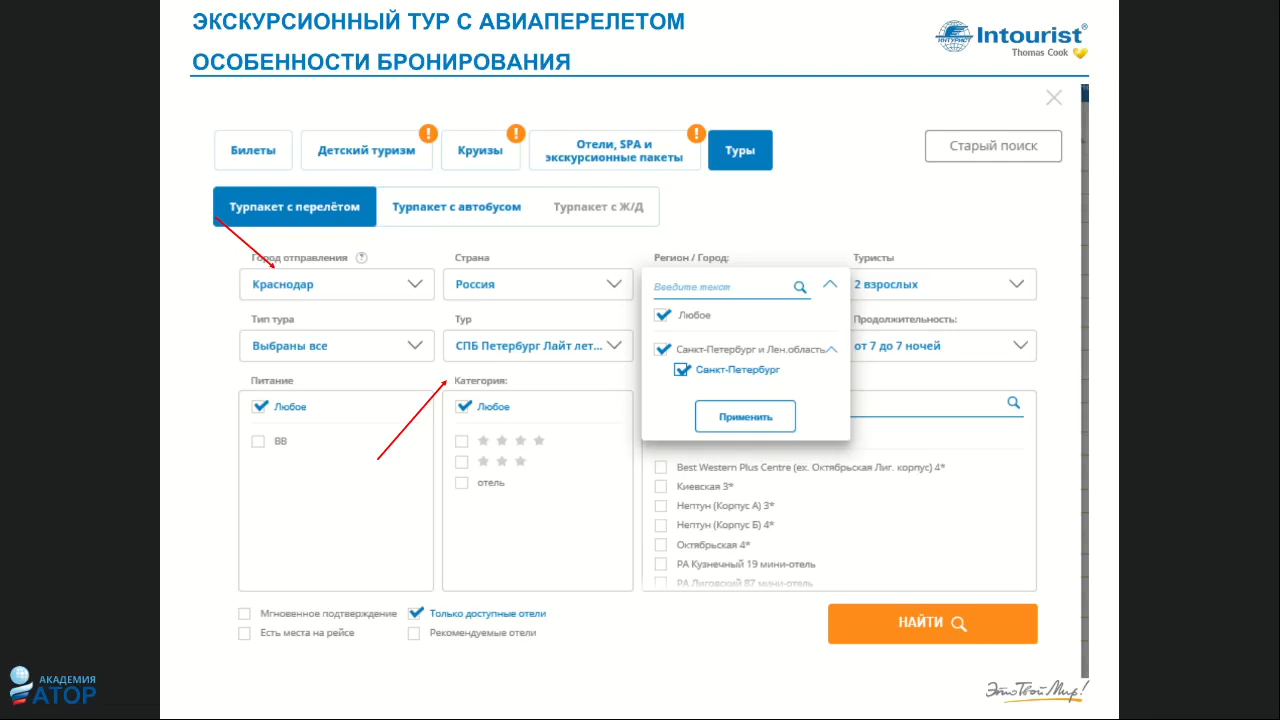 ЭКСКУРСИОННЫЙ ТУР С АВИАПЕРЕЛЕТОМ
ОСОБЕННОСТИ БРОНИРОВАНИЯ
ИНТУРИСТ
Intourist®
Thomas Cook
Билеты
!
Детский туризм
!
Круизы
!
Отели, SPA и
экскурсионные пакеты
Туры
Старый поиск
Турпакет с перелётом
Турпакет с автобусом
Турпакет с Ж/Д
Город отправления ?
Страна
Регион / Город:
Туристы
Краснодар
Россия
Введите текст
2 взрослых
Любое
Тип тура
Тур
Продолжительность:
Выбраны все
СПБ Петербург Лайт лет...
Санкт-Петербург и Лен.область
от 7 до 7 ночей
Санкт-Петербург
Питание
Категория:
Любое
Любое
Применить
BB
отель
Best Western Plus Centre (ex. Октябрьская Лиг. корпус) 4*
Киевская 3*
Нептун (Корпус А) 3*
Нептун (Корпус Б) 4*
Октябрьская 4*
РА Кузнечный 19 мини-отель
РА Лиговский 87 мини-отель
Мгновенное подтверждение
Только доступные отели
Есть места на рейсе
Рекомендуемые отели
НАЙТИ
АКАДЕМИЯ
АТОР
Это Твой Мир!